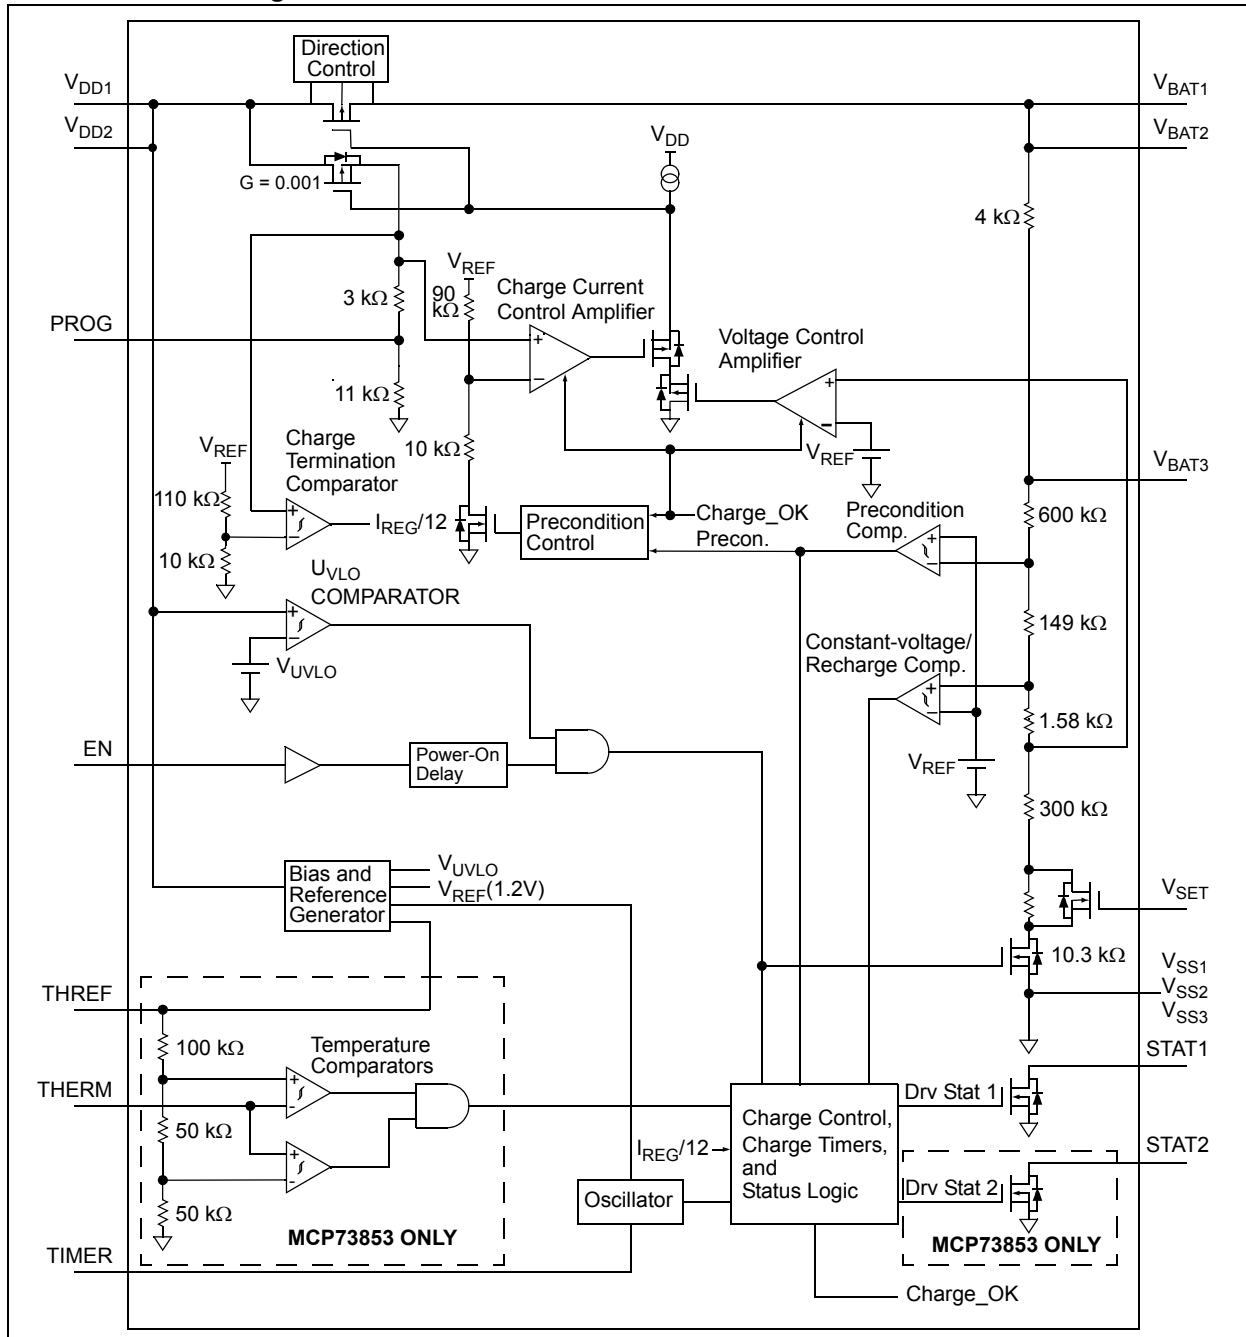 Direction
Control
VDD1
VBAT1
VDD2
VBAT2
VDD
G = 0.001
4 kΩ
VREF
90
kΩ
Charge Current
Control Amplifier
3 kΩ
PROG
Voltage Control
Amplifier
+
−
+
−
11 kΩ
VREF
Charge
Termination
Comparator
10 kΩ
VREF
VBAT3
110 kΩ
+
−
IREG/12
Precondition
Control
Charge_OK
Precon.
Precondition
Comp.
600 kΩ
+
−
10 kΩ
UVLO
COMPARATOR
+
−
149 kΩ
Constant-voltage/
Recharge Comp.
VUVLO
+
−
1.58 kΩ
EN
Power-On
Delay
VREF
300 kΩ
Bias and
Reference
Generator
VUVLO
VREF(1.2V)
VSET
10.3 kΩ
VSS1
VSS2
VSS3
THREF
100 kΩ
Temperature
Comparators
STAT1
THERM
+
-
Drv Stat 1
50 kΩ
+
-
Charge Control,
Charge Timers,
and
Status Logic
IREG/12
STAT2
Drv Stat 2
50 kΩ
Oscillator
MCP73853 ONLY
MCP73853 ONLY
TIMER
Charge_OK